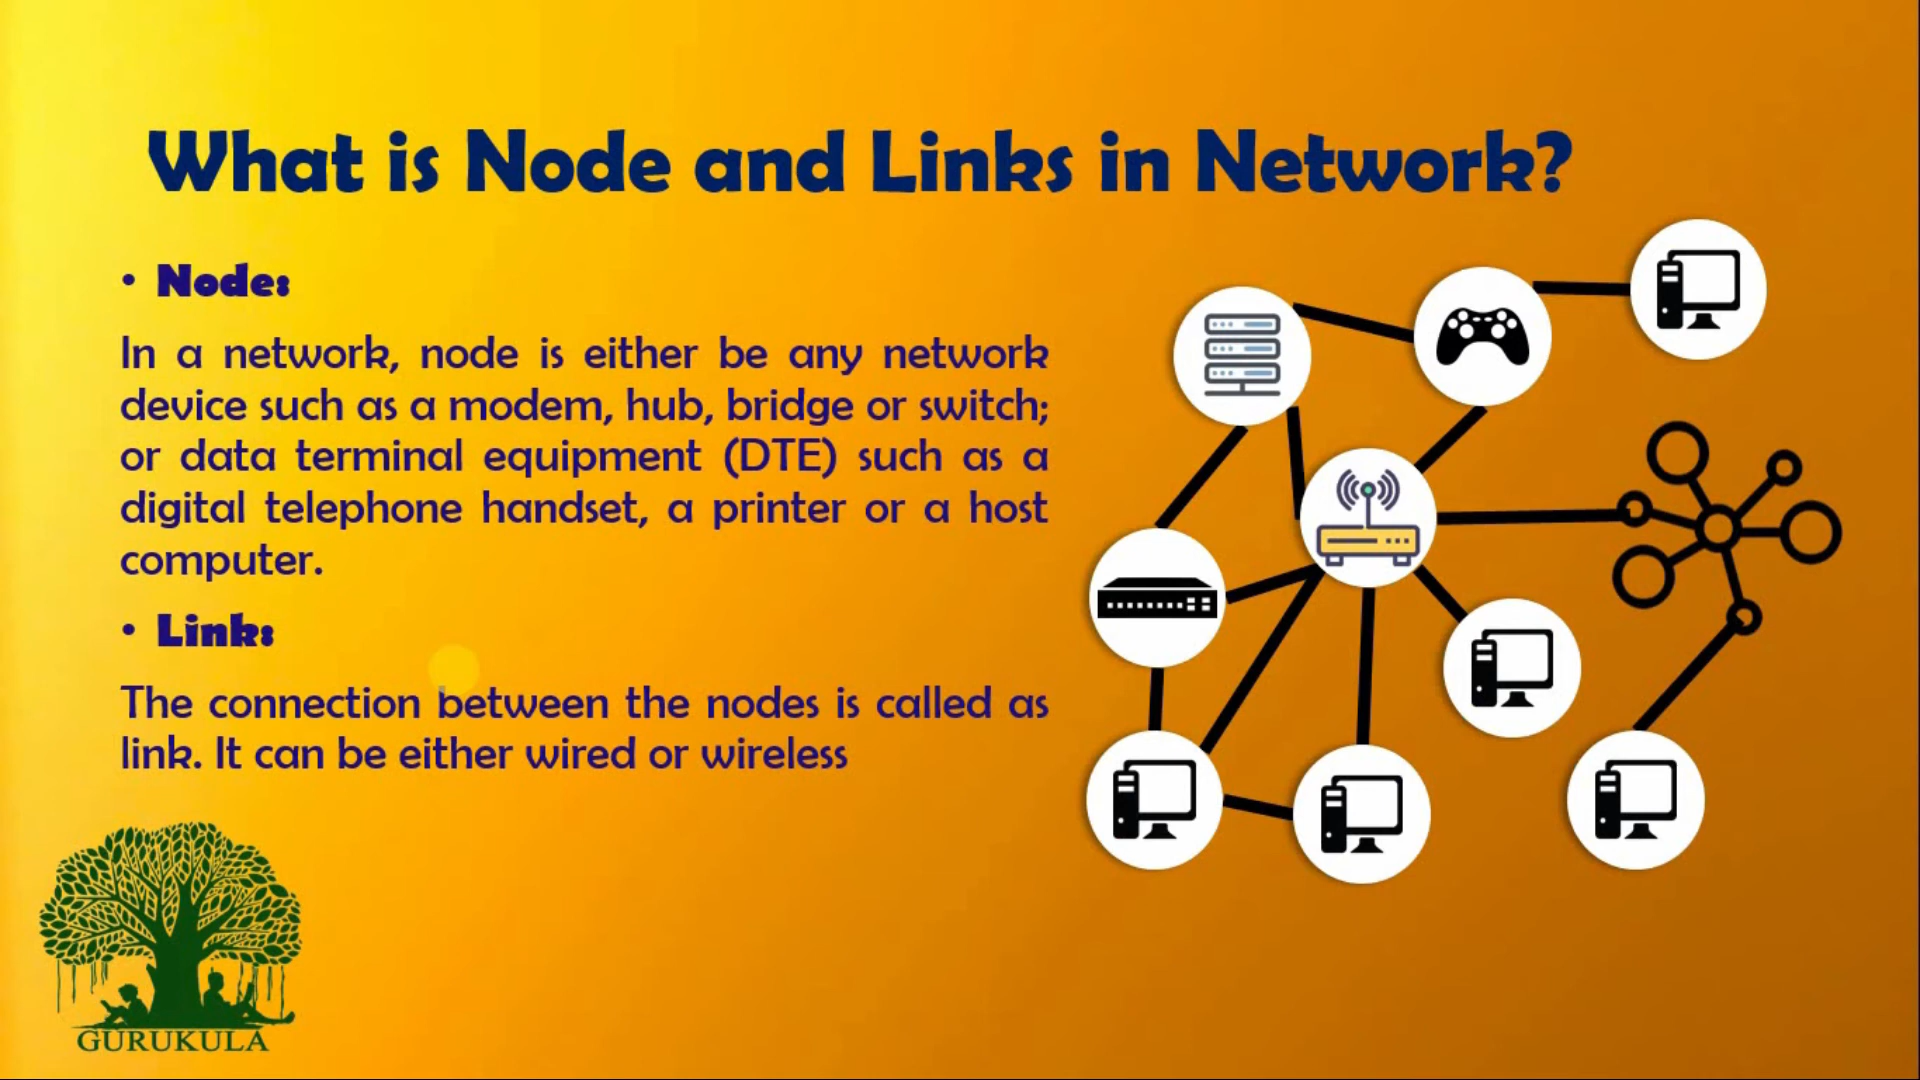 What is Node and Links in Network?
• Node:
In a network, node is either be any network
device such as a modem, hub, bridge or switch;
or data terminal equipment (DTE) such as a
digital telephone handset, a printer or a host
computer.
• Link:
The connection between the nodes is called as
link. It can be either wired or wireless
GURUKULA